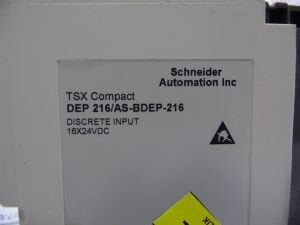 Schneider
Automation Inc
TSX Compact
DEP 216/AS-BDEP-216
DISCRETE INPUT
16X24VDC